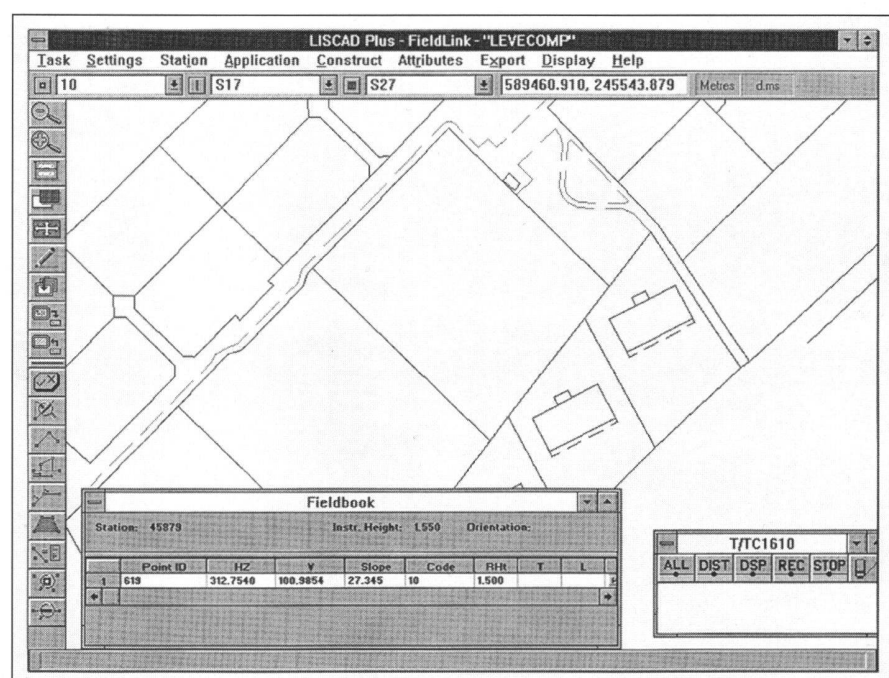 LISCAD Plus - FieldLink - "LEVECOMP"
Task Settings Station Application Construct Attributes Export Display Help
10 S17 S27 589460.910, 245543.879 Metres d.ms
Fieldbook
Station: 45879 Instr. Height: 1.550 Orientation:
Point ID HZ V Slope Code RHt T L
1 619 312.7540 100.9854 27.345 10 1.500
T/TC1610
ALL DIST DSP REC STOP